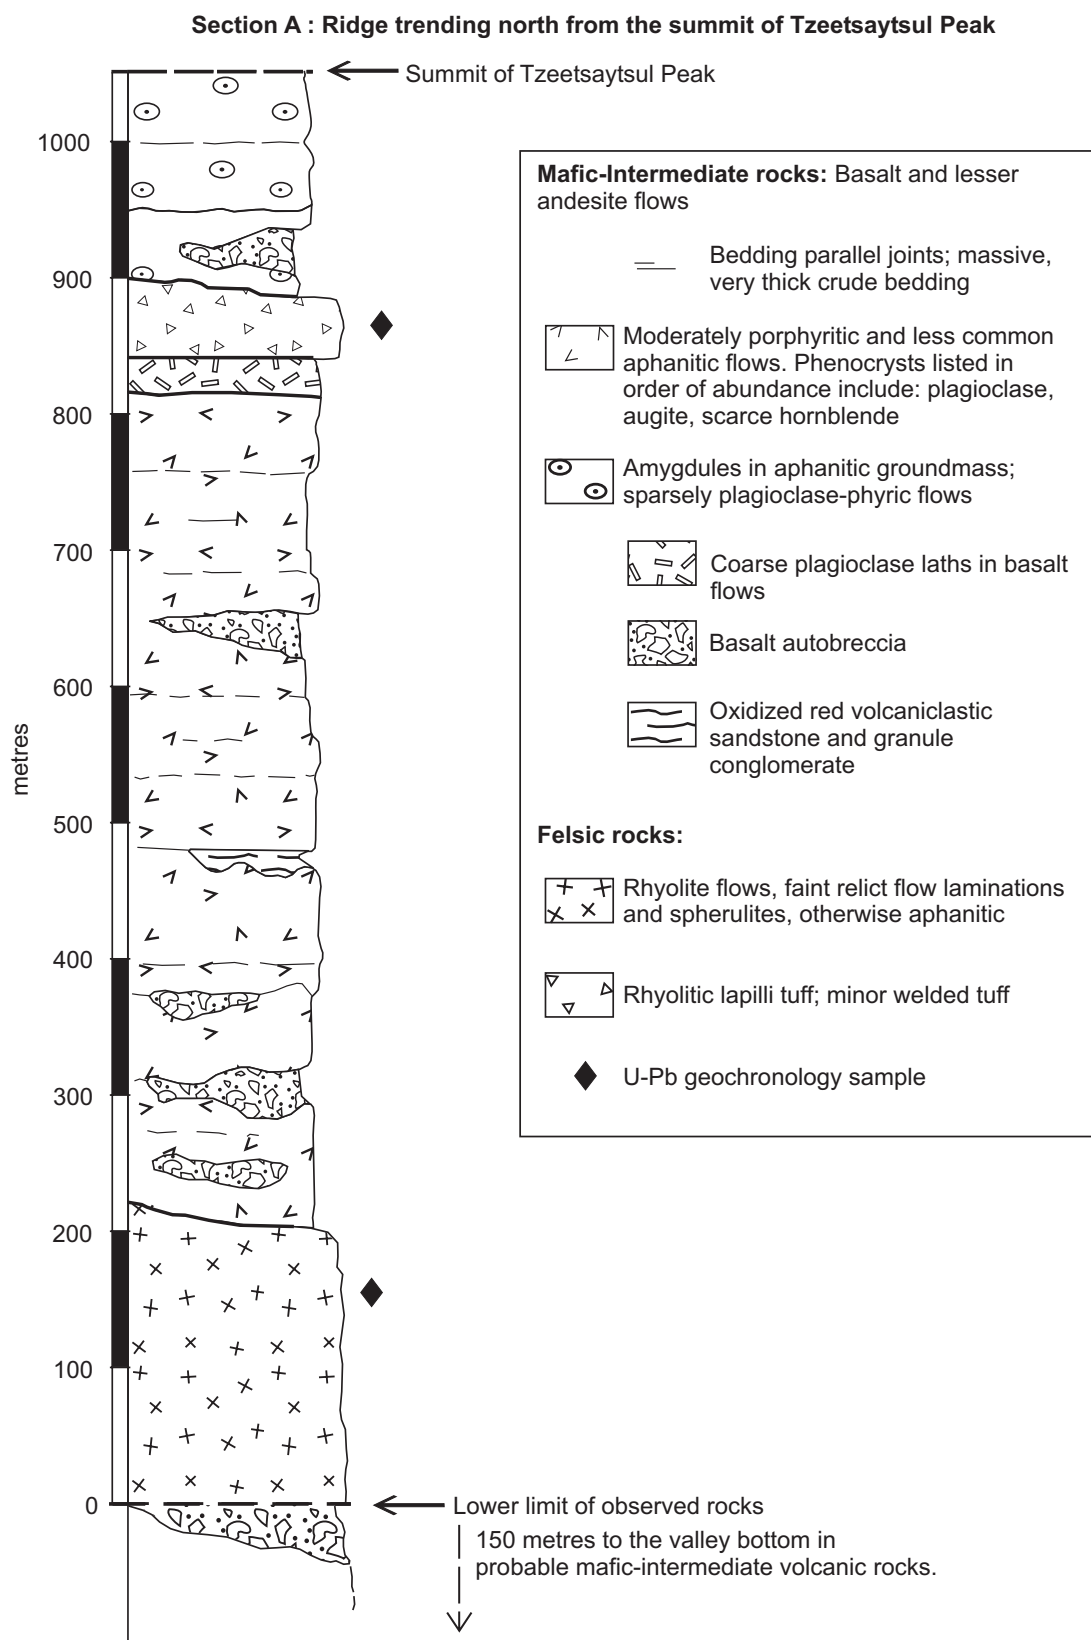 Section A : Ridge trending north from the summit of Tzeetsaytsul Peak
Summit of Tzeetsaytsul Peak
1000
900
800
700
600
500
400
300
200
100
0
metres
Mafic-Intermediate rocks: Basalt and lesser
andesite flows
Bedding parallel joints; massive,
very thick crude bedding
Moderately porphyritic and less common
aphanitic flows. Phenocrysts listed in
order of abundance include: plagioclase,
augite, scarce hornblende
Amygdules in aphanitic groundmass;
sparsely plagioclase-phyric flows
Coarse plagioclase laths in basalt
flows
Basalt autobreccia
Oxidized red volcaniclastic
sandstone and granule
conglomerate
Felsic rocks:
Rhyolite flows, faint relict flow laminations
and spherulites, otherwise aphanitic
Rhyolitic lapilli tuff; minor welded tuff
U-Pb geochronology sample
Lower limit of observed rocks
150 metres to the valley bottom in
probable mafic-intermediate volcanic rocks.